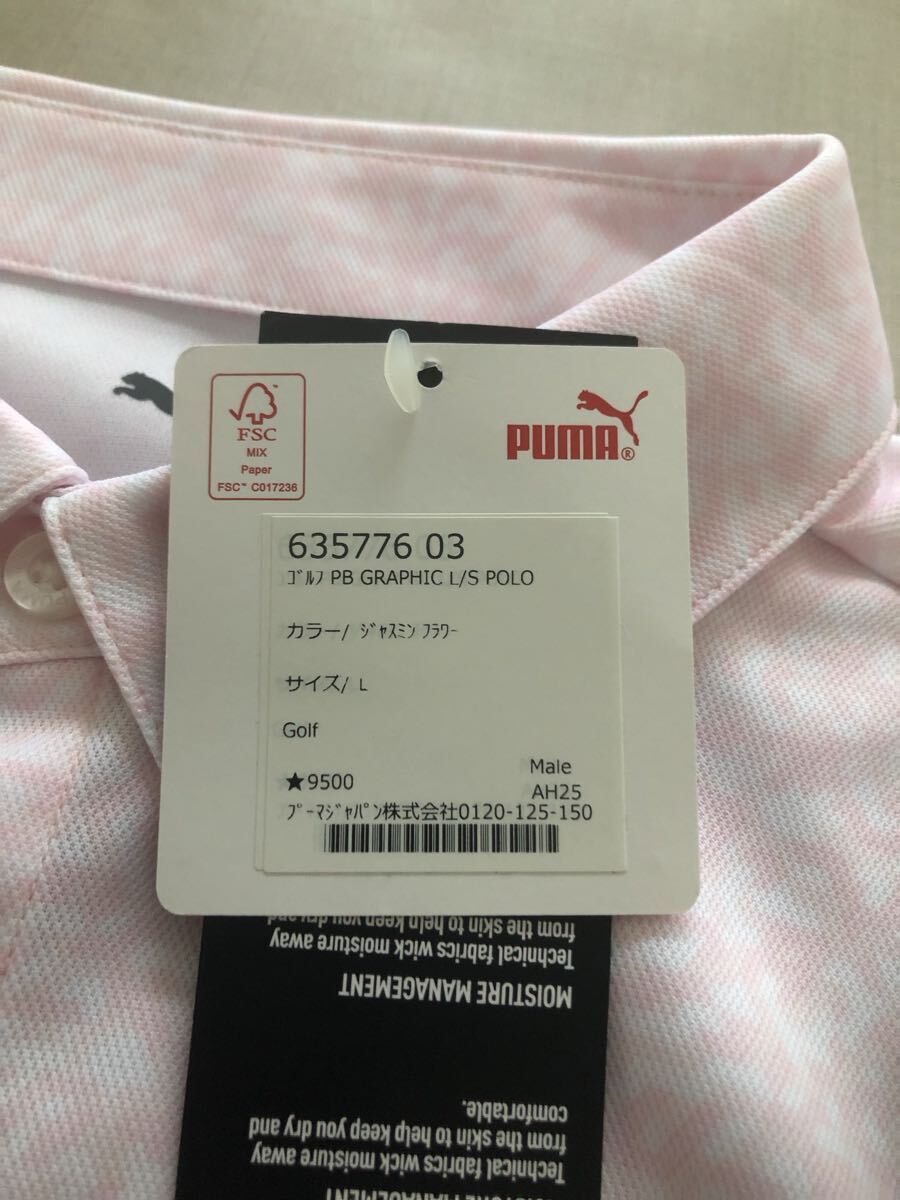 FSC
MIX
Paper
FSC™ C017236
PUMA®
635776 03
ｺﾞﾙﾌ PB GRAPHIC L/S POLO
カラー/ ｼﾞｬｽﾐﾝ ﾌﾗﾜｰ
サイズ/ L
Golf
★9500
Male
AH25
ﾌﾟｰﾏｼﾞｬﾊﾟﾝ株式会社0120-125-150
from the skin to help keep you dry and
Technical fabrics wick moisture away
MOISTURE MANAGEMENT
comfortable.
from the skin to help keep you dry and
Technical fabrics wick moisture away
MOISTURE MANAGEMENT